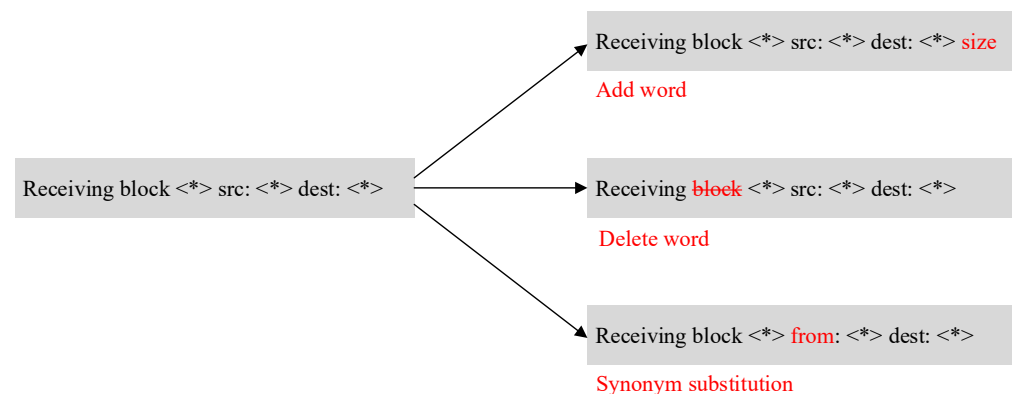 Receiving block <*> src: <*> dest: <*> size
Add word
Receiving block <*> src: <*> dest: <*>
Receiving block <*> src: <*> dest: <*>
Delete word
Receiving block <*> from: <*> dest: <*>
Synonym substitution